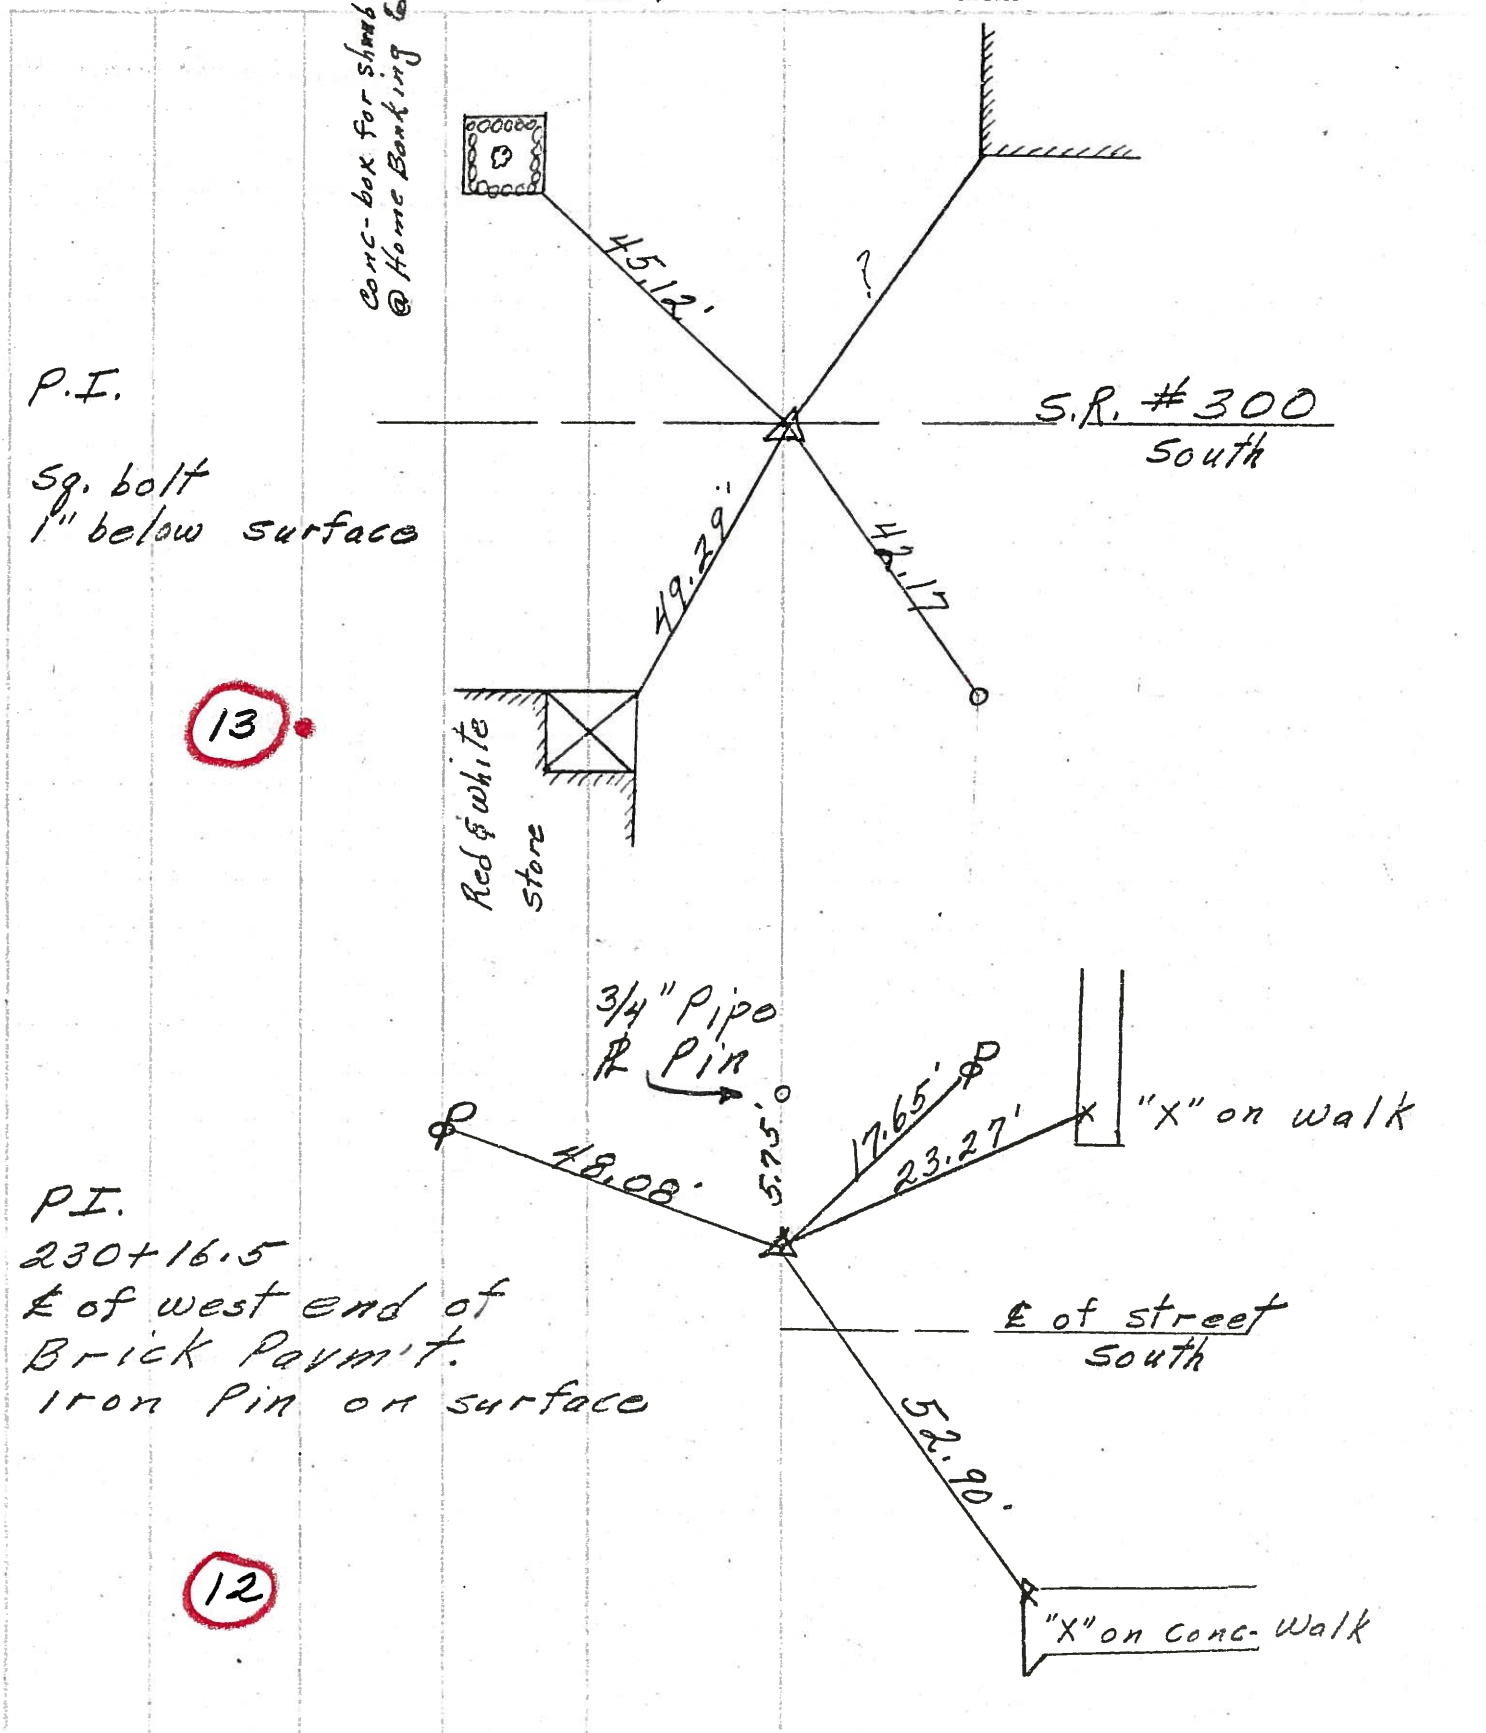 Conc-box for shrub
@ Home Banking
45.12'
?
P.I.
S.R. #300
South
Sq. bolt
1" below surface
49.29'
42.17
13
Red & White
store
3/4" Pipe
PL Pin
5.75'
17.65'
23.27'
"X" on walk
48.08'
P.I.
230+16.5
℄ of west end of
Brick Pavm't.
Iron Pin on surface
℄ of street
South
52.90'
12
"X" on conc- Walk